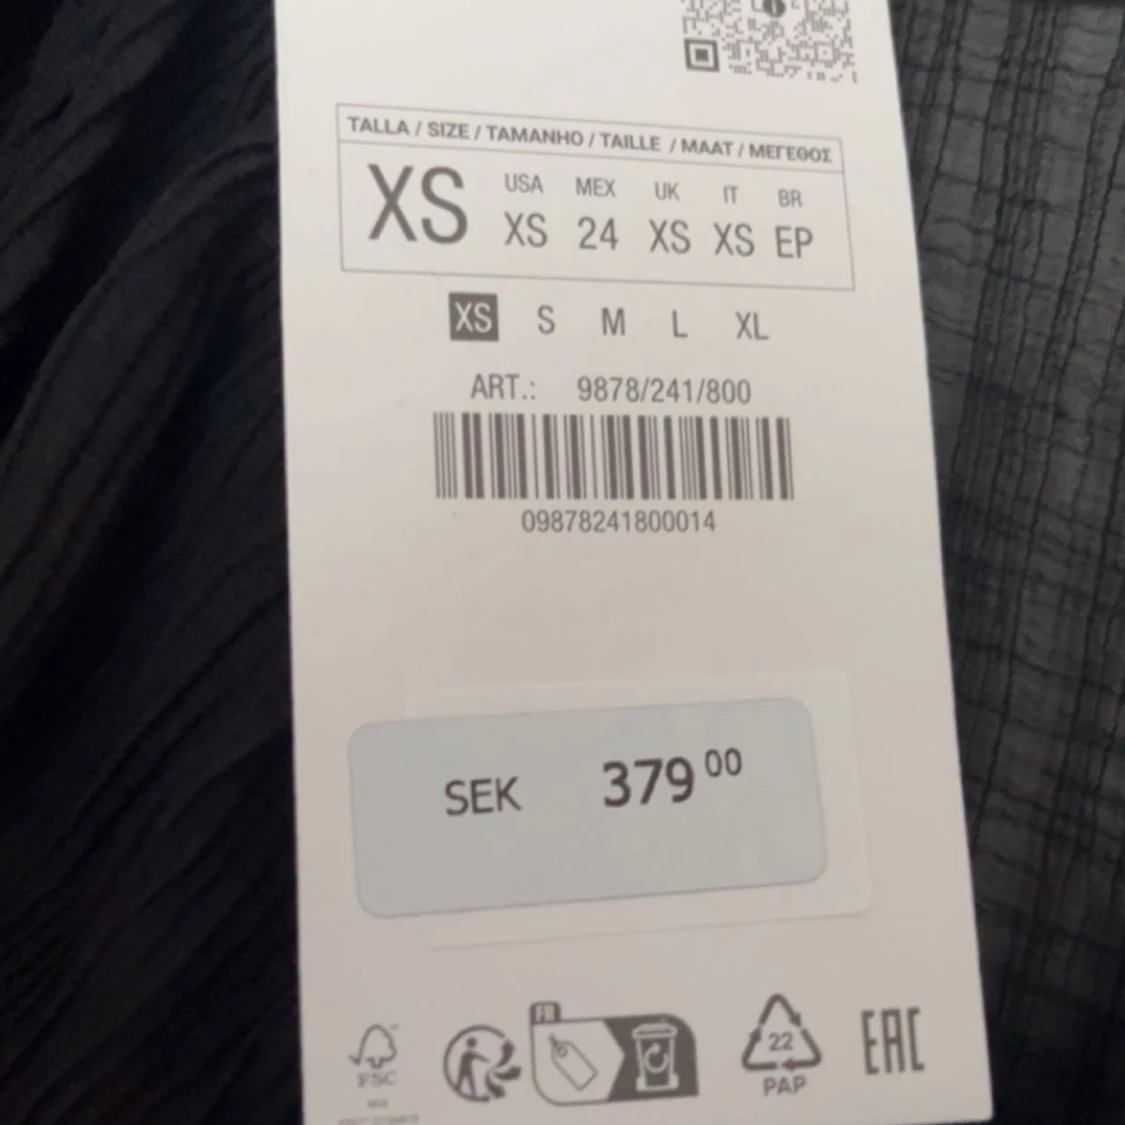 TALLA / SIZE / TAMANHO / TAILLE / MAAT / ΜΕΓΕΘΟΣ
XS
USA MEX UK IT BR
XS 24 XS XS EP
XS S M L XL
ART.: 9878/241/800
09878241800014
SEK 379 00
FR
22
FSC
PAP
EAC